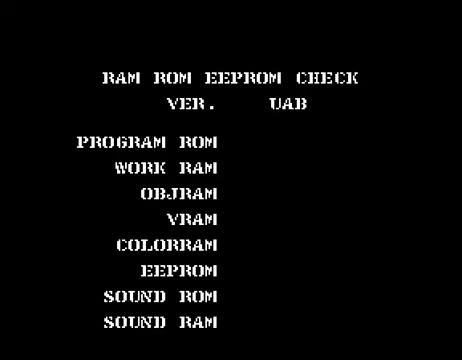 RAM ROM EEPROM CHECK
VER. UAB
PROGRAM ROM
WORK RAM
OBJRAM
VRAM
COLORRAM
EEPROM
SOUND ROM
SOUND RAM